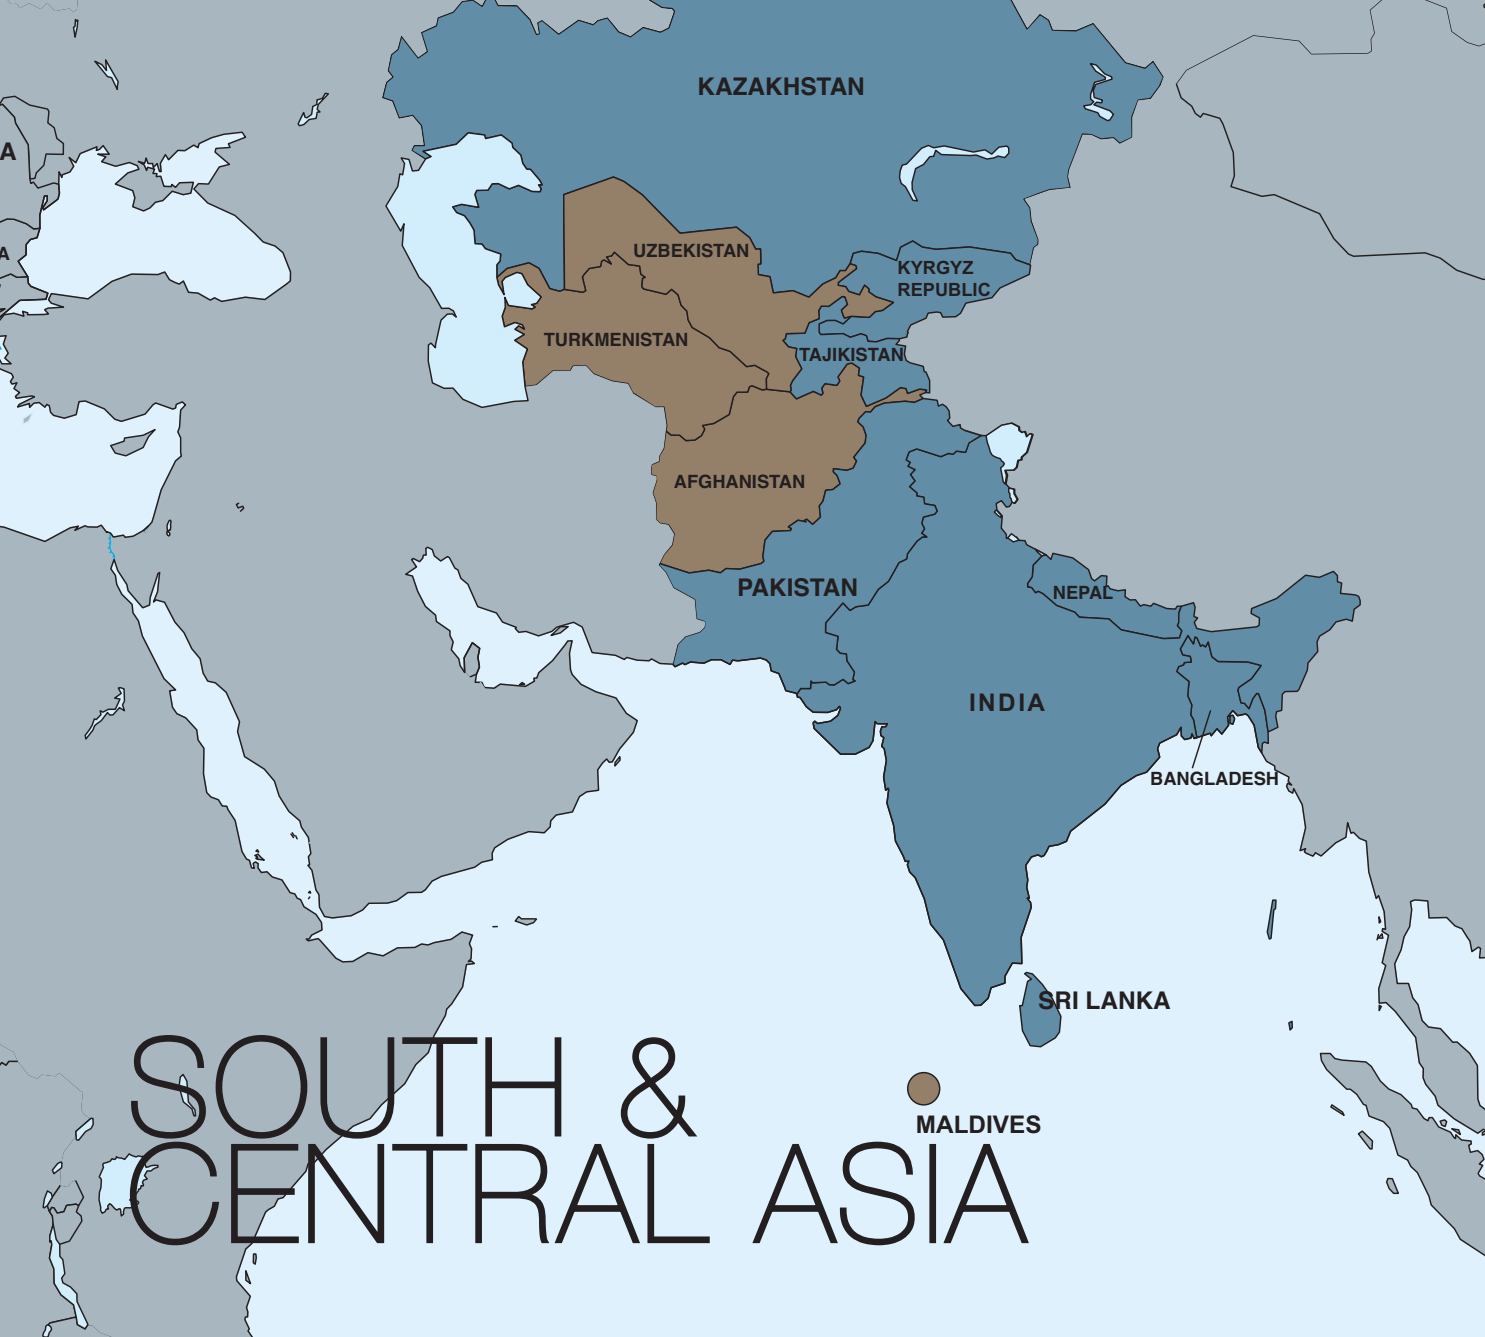 KAZAKHSTAN
A
UZBEKISTAN
A
KYRGYZ
REPUBLIC
TURKMENISTAN
TAJIKISTAN
AFGHANISTAN
PAKISTAN
NEPAL
INDIA
BANGLADESH
SRI LANKA
SOUTH &
MALDIVES
CENTRAL ASIA